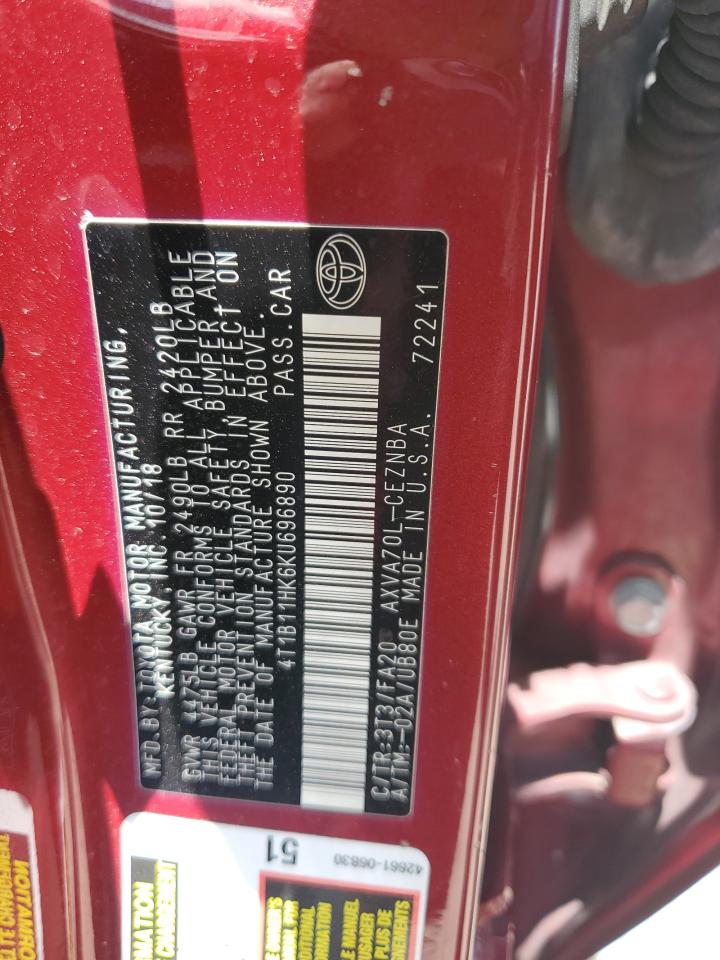 MFD.BY:TOYOTA MOTOR MANUFACTURING,
KENTUCKY, INC. 10/18
GVWR 4475LB GAWR FR 2490LB RR 2420LB
THIS VEHICLE CONFORMS TO ALL APPLICABLE
FEDERAL MOTOR VEHICLE SAFETY, BUMPER AND
THEFT PREVENTION STANDARDS IN EFFECT ON
THE DATE OF MANUFACTURE SHOWN ABOVE.
4T1B11HK6KU696890 PASS.CAR
C/TR:3T3/FA20 AXVA70L-CEZNBA
A/TM:-02A/UB80E MADE IN U.S.A. 72241
51
42661-06B30